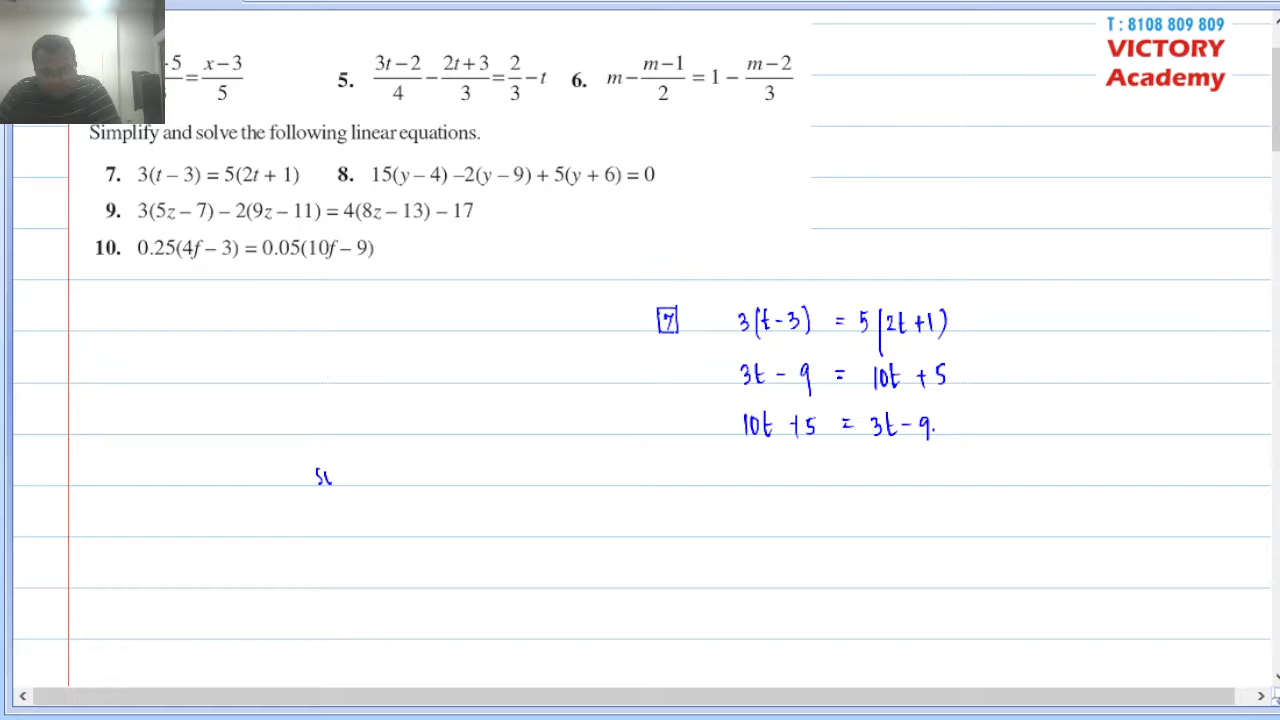 T : 8108 809 809
VICTORY
Academy
-5/ = x-3/5
5. 3t-2/4 - 2t+3/3 = 2/3 - t
6. m - m-1/2 = 1 - m-2/3
Simplify and solve the following linear equations.
7. 3(t – 3) = 5(2t + 1)
8. 15(y – 4) –2(y – 9) + 5(y + 6) = 0
9. 3(5z – 7) – 2(9z – 11) = 4(8z – 13) – 17
10. 0.25(4f – 3) = 0.05(10f – 9)
7 3(t-3) = 5(2t+1)
3t - 9 = 10t + 5
10t + 5 = 3t - 9.